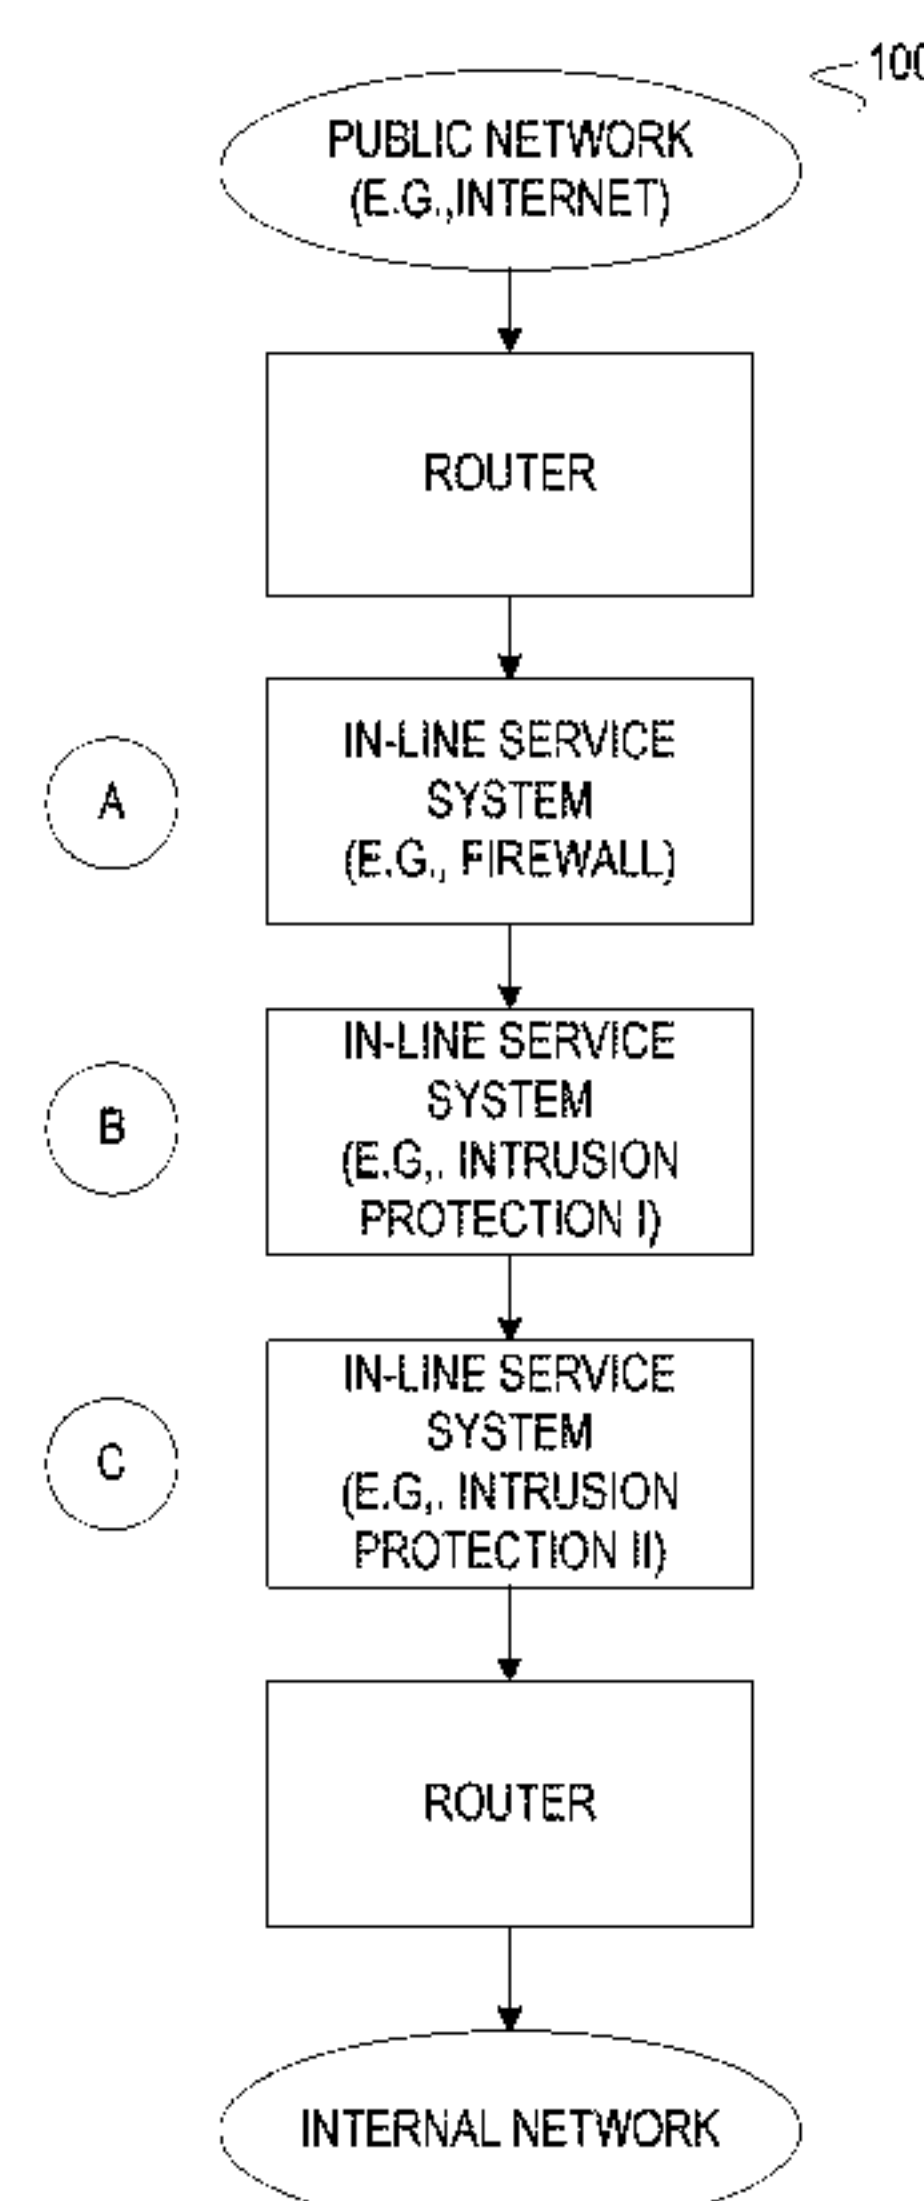 100
PUBLIC NETWORK
(E.G.,INTERNET)
ROUTER
A
IN-LINE SERVICE
SYSTEM
(E.G., FIREWALL)
B
IN-LINE SERVICE
SYSTEM
(E.G,. INTRUSION
PROTECTION I)
C
IN-LINE SERVICE
SYSTEM
(E.G,. INTRUSION
PROTECTION II)
ROUTER
INTERNAL NETWORK